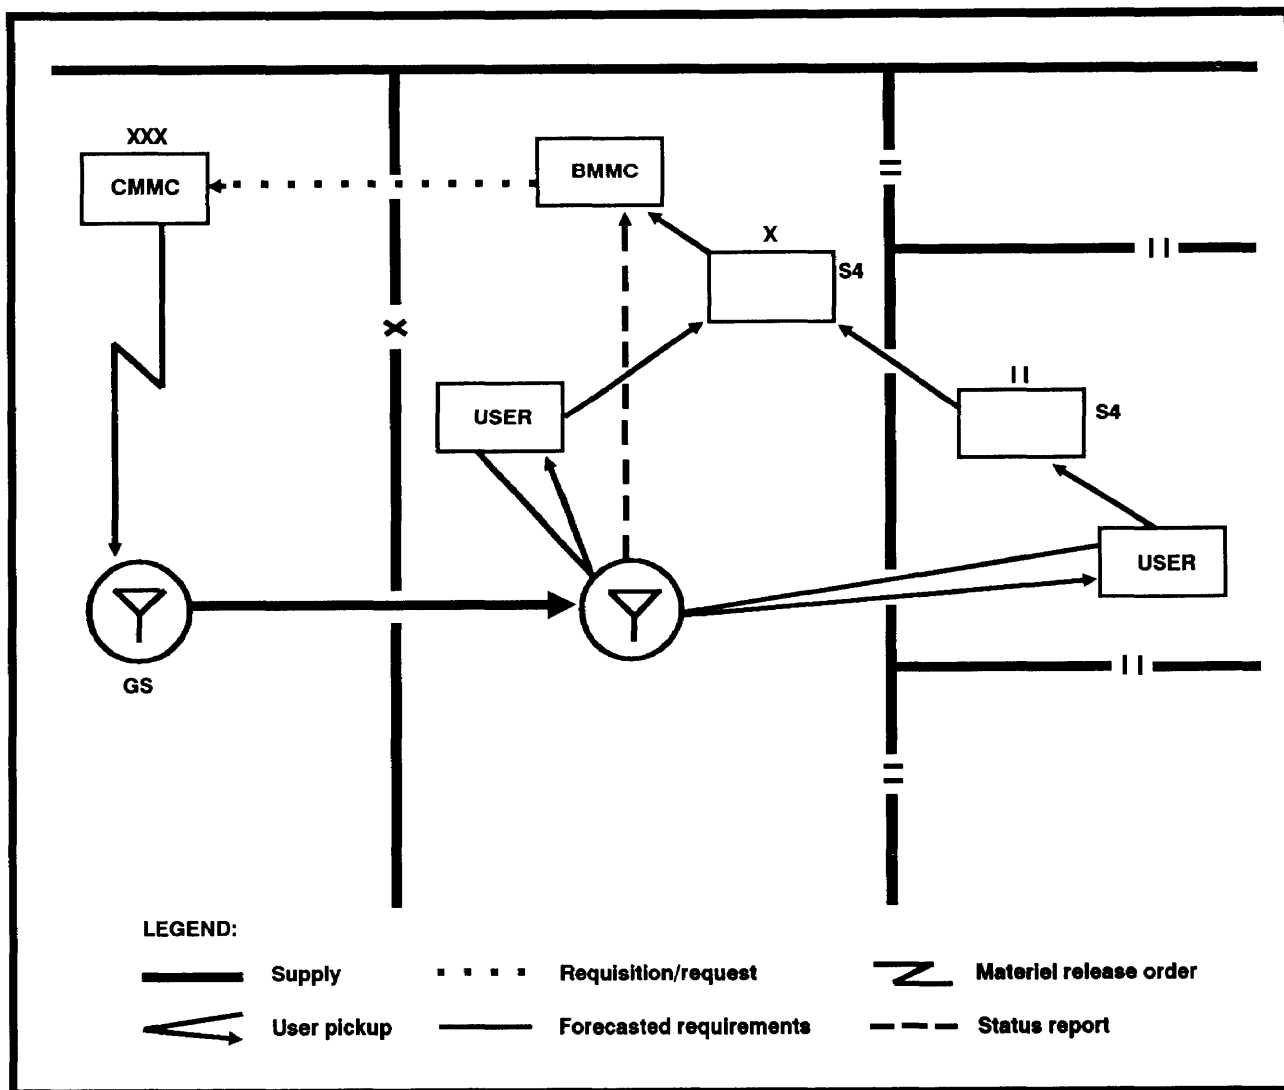 XXX
CMMC
BMMC
X
S4
X
USER
II
S4
USER
GS
LEGEND:
Supply
Requisition/request
Materiel release order
User pickup
Forecasted requirements
Status report